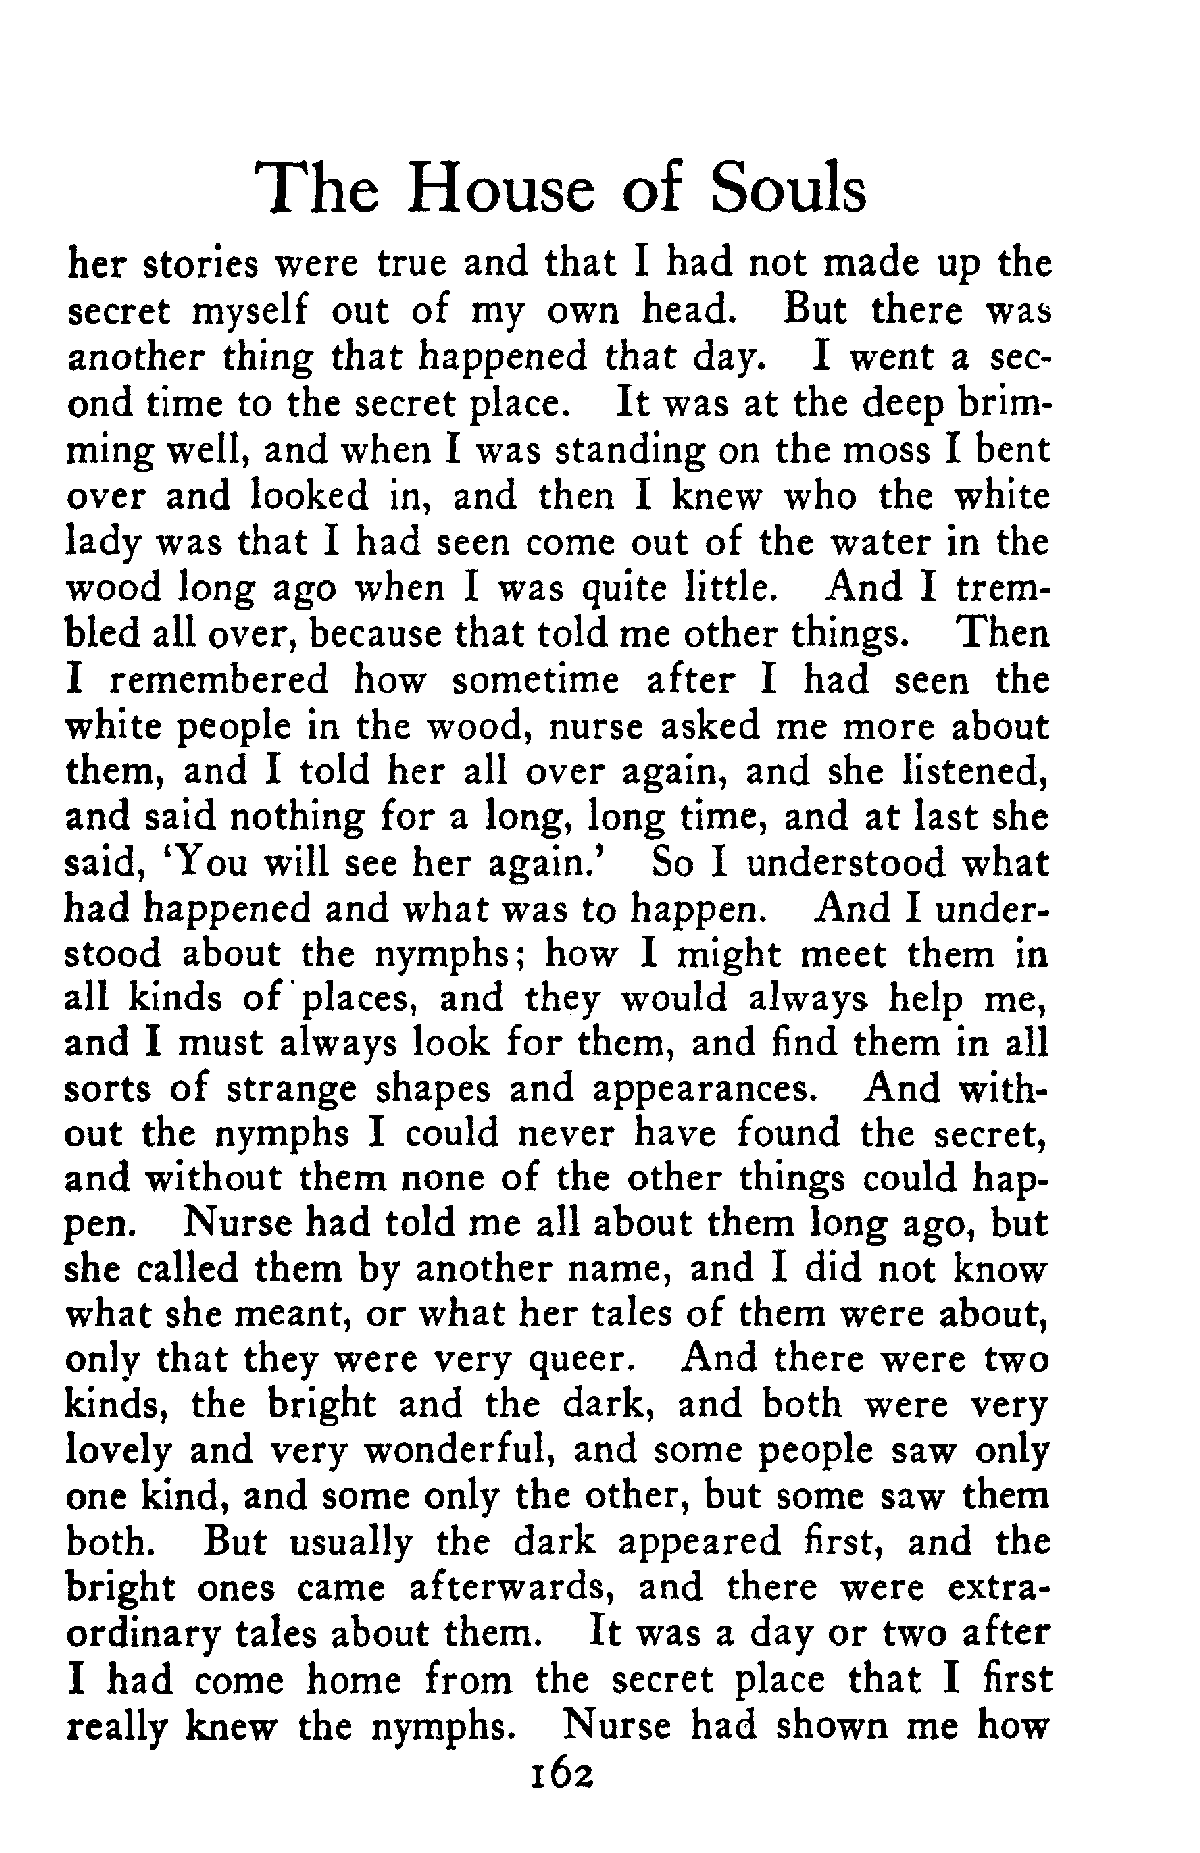 The House of Souls
her stories were true and that I had not made up the
secret myself out of my own head. But there was
another thing that happened that day. I went a sec-
ond time to the secret place. It was at the deep brim-
ming well, and when I was standing on the moss I bent
over and looked in, and then I knew who the white
lady was that I had seen come out of the water in the
wood long ago when I was quite little. And I trem-
bled all over, because that told me other things. Then
I remembered how sometime after I had seen the
white people in the wood, nurse asked me more about
them, and I told her all over again, and she listened,
and said nothing for a long, long time, and at last she
said, ‘You will see her again.’ So I understood what
had happened and what was to happen. And I under-
stood about the nymphs; how I might meet them in
all kinds of places, and they would always help me,
and I must always look for them, and find them in all
sorts of strange shapes and appearances. And with-
out the nymphs I could never have found the secret,
and without them none of the other things could hap-
pen. Nurse had told me all about them long ago, but
she called them by another name, and I did not know
what she meant, or what her tales of them were about,
only that they were very queer. And there were two
kinds, the bright and the dark, and both were very
lovely and very wonderful, and some people saw only
one kind, and some only the other, but some saw them
both. But usually the dark appeared first, and the
bright ones came afterwards, and there were extra-
ordinary tales about them. It was a day or two after
I had come home from the secret place that I first
really knew the nymphs. Nurse had shown me how
162